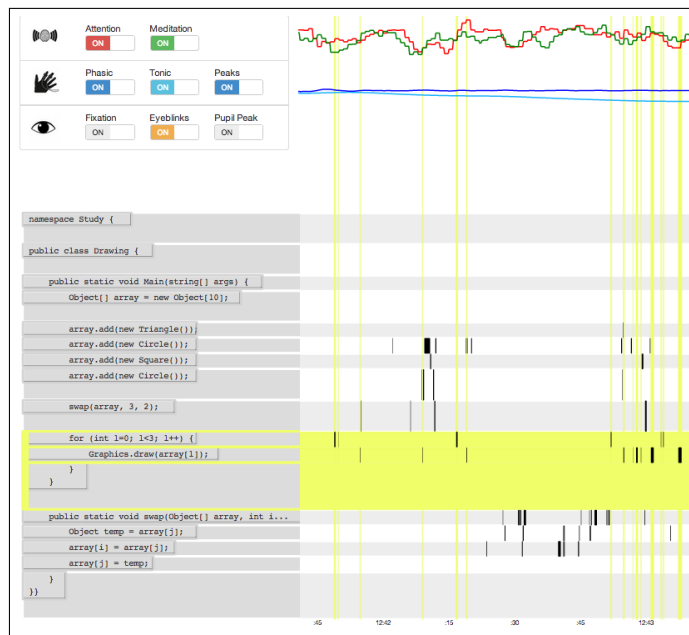 Attention Meditation
ON ON
Phasic Tonic Peaks
ON ON ON
Fixation Eyeblinks Pupil Peak
ON ON ON
namespace Study {
public class Drawing {
public static void Main(string[] args) {
Object[] array = new Object[10];
array.add(new Triangle());
array.add(new Circle());
array.add(new Square());
array.add(new Circle());
swap(array, 3, 2);
for (int l=0; l<3; l++) {
Graphics.draw(array[l]);
}
}
public static void swap(Object[] array, int i...
Object temp = array[j];
array[i] = array[j];
array[j] = temp;
}
}}
:45 12:42 :15 :30 :45 12:43